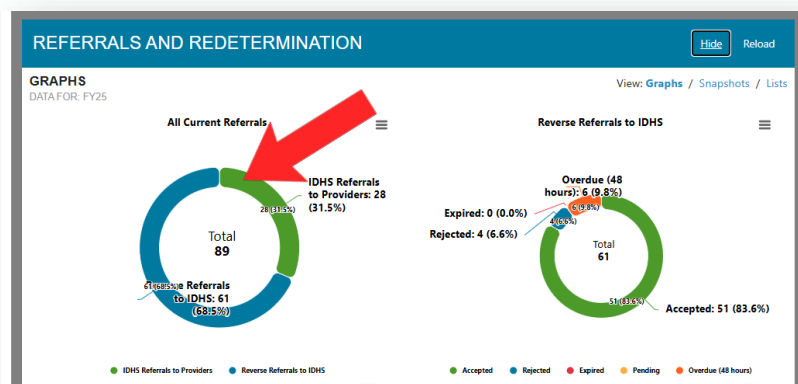 REFERRALS AND REDETERMINATION
Hide
Reload
GRAPHS
DATA FOR: FY25
View: Graphs / Snapshots / Lists
All Current Referrals
IDHS Referrals
to Providers: 28
(31.5%)
28 (31.5%)
Total
89
61 (68.5%)
e Referrals
to IDHS: 61
(68.5%)
IDHS Referrals to Providers
Reverse Referrals to IDHS
Reverse Referrals to IDHS
Overdue (48
hours): 6 (9.8%)
6 (9.8%)
Expired: 0 (0.0%)
4 (6.6%)
Rejected: 4 (6.6%)
Total
61
51 (83.6%)
Accepted: 51 (83.6%)
Accepted
Rejected
Expired
Pending
Overdue (48 hours)